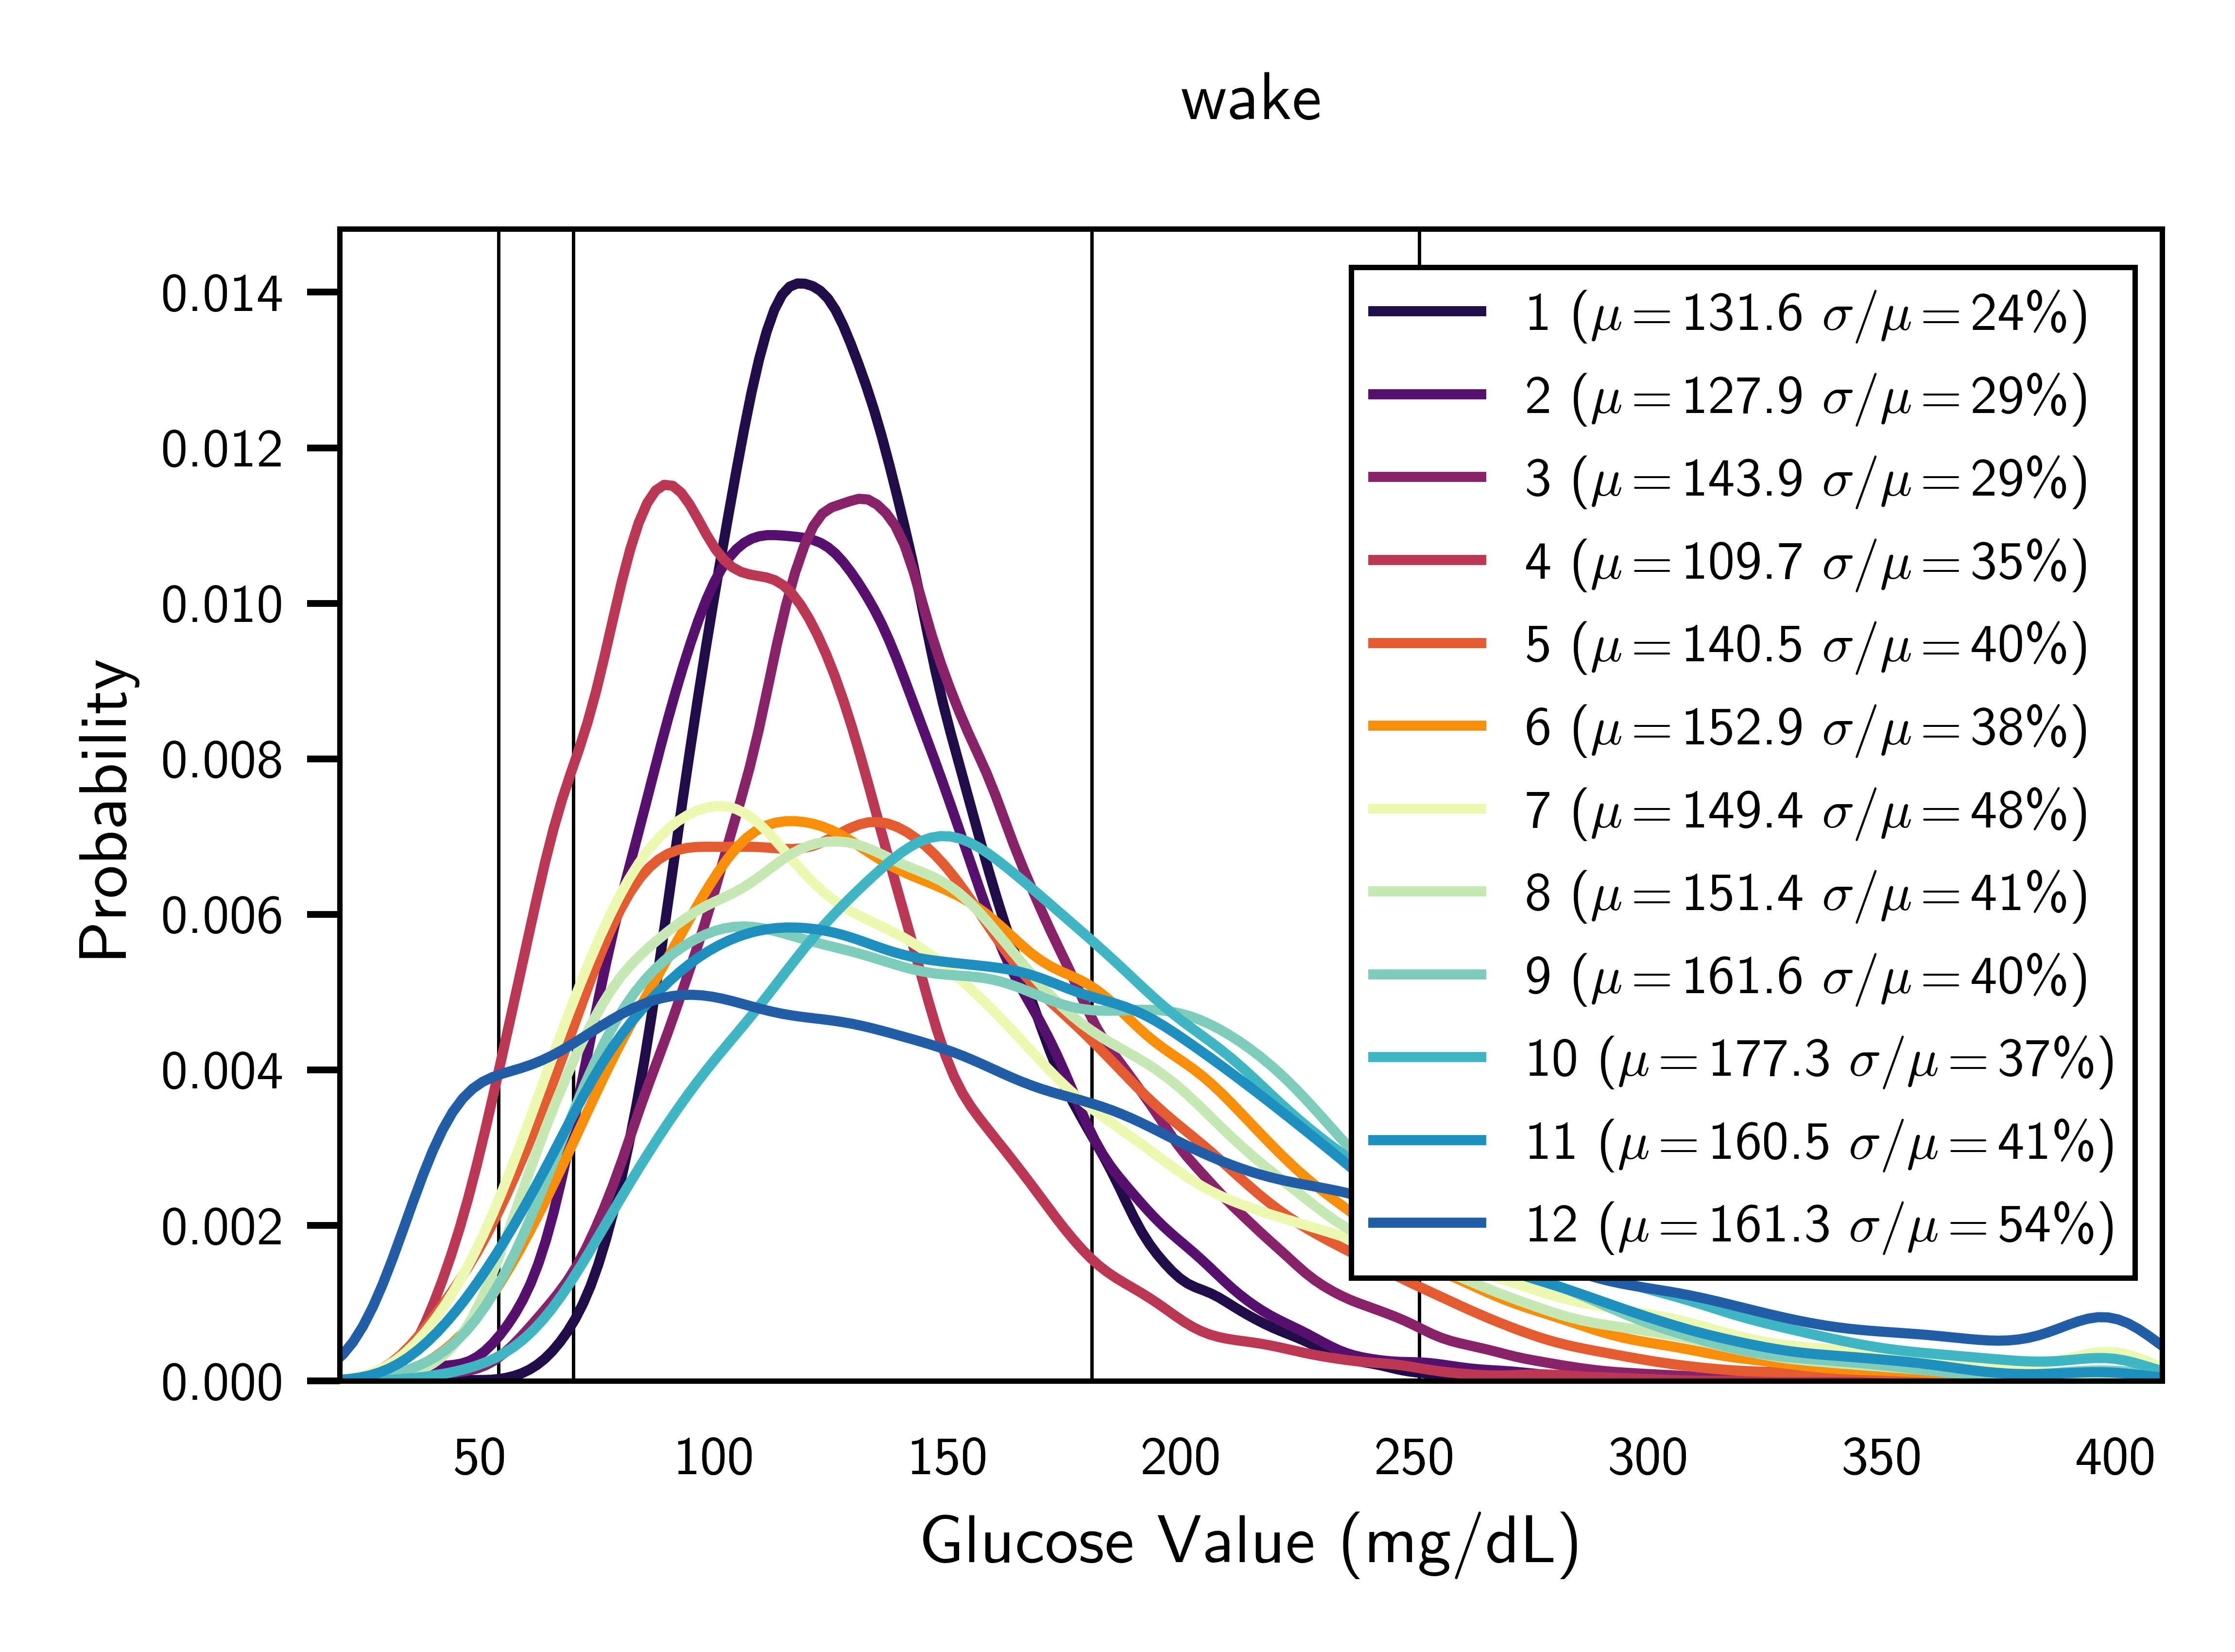 wake
Probability
0.014
0.012
0.010
0.008
0.006
0.004
0.002
0.000
1 (μ=131.6 σ/μ=24%)
2 (μ=127.9 σ/μ=29%)
3 (μ=143.9 σ/μ=29%)
4 (μ=109.7 σ/μ=35%)
5 (μ=140.5 σ/μ=40%)
6 (μ=152.9 σ/μ=38%)
7 (μ=149.4 σ/μ=48%)
8 (μ=151.4 σ/μ=41%)
9 (μ=161.6 σ/μ=40%)
10 (μ=177.3 σ/μ=37%)
11 (μ=160.5 σ/μ=41%)
12 (μ=161.3 σ/μ=54%)
50 100 150 200 250 300 350 400
Glucose Value (mg/dL)